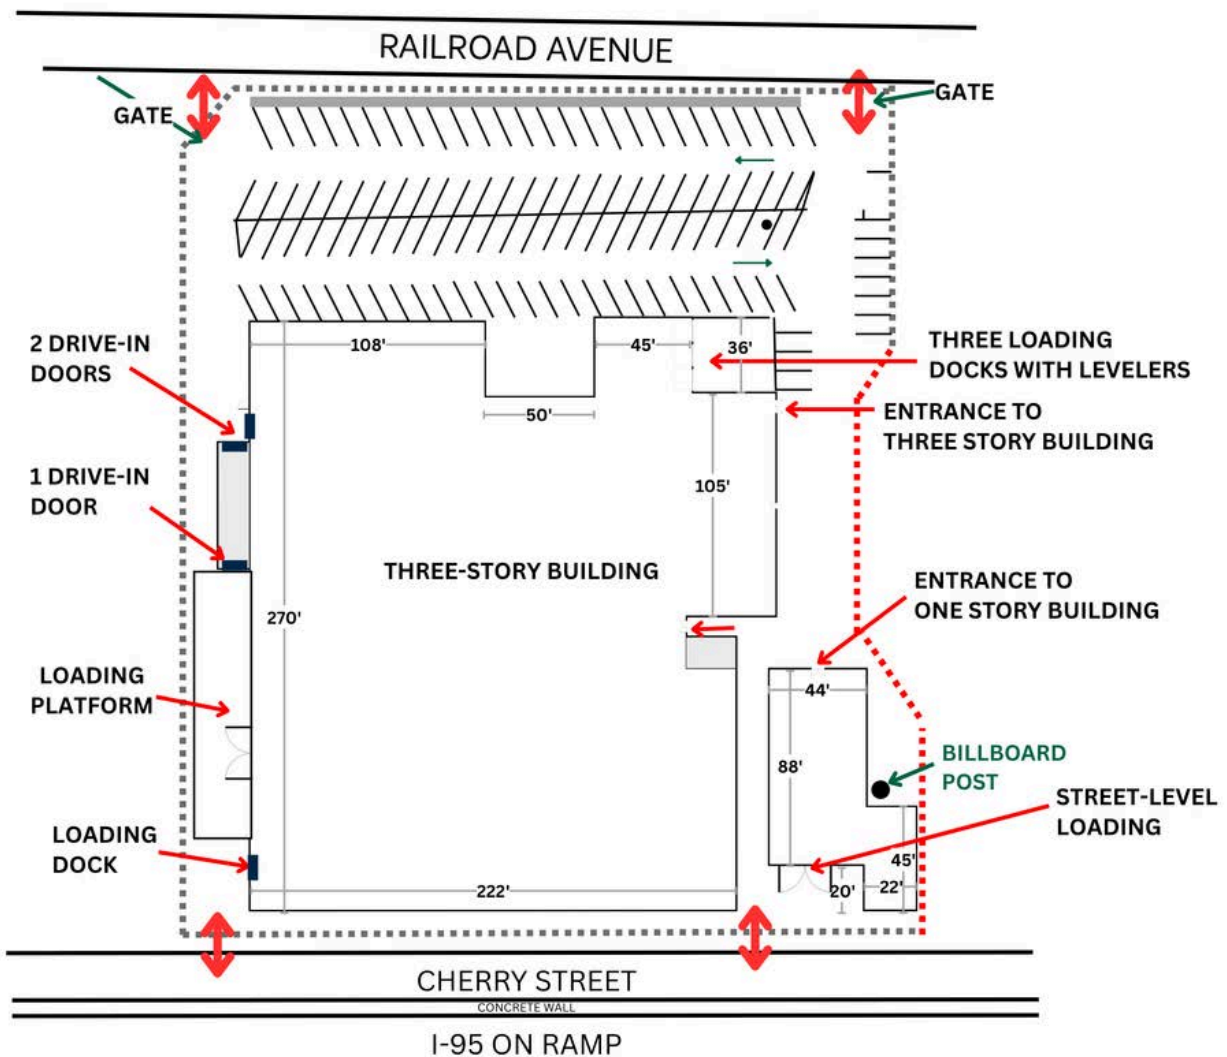 RAILROAD AVENUE
GATE
GATE
2 DRIVE-IN
DOORS
108'
45'
36'
THREE LOADING
DOCKS WITH LEVELERS
50'
ENTRANCE TO
THREE STORY BUILDING
1 DRIVE-IN
DOOR
105'
THREE-STORY BUILDING
ENTRANCE TO
ONE STORY BUILDING
270'
LOADING
PLATFORM
44'
88'
BILLBOARD
POST
STREET-LEVEL
LOADING
LOADING
DOCK
45'
222'
20'
22'
CHERRY STREET
CONCRETE WALL
I-95 ON RAMP